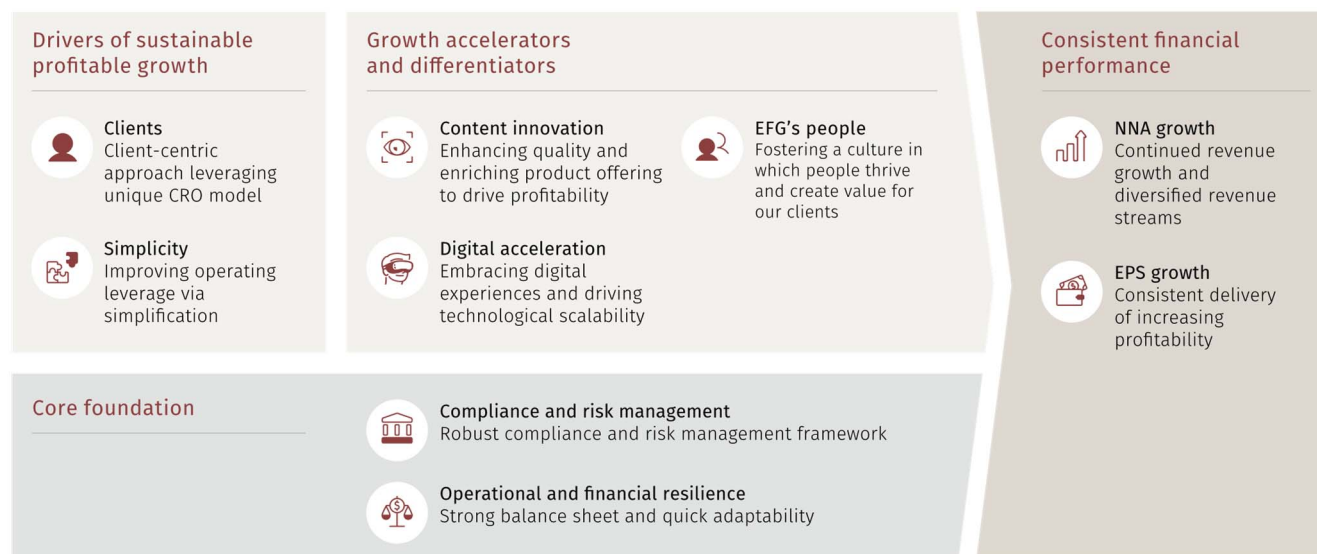 Drivers of sustainable
profitable growth
Clients
Client-centric
approach leveraging
unique CRO model
Simplicity
Improving operating
leverage via
simplification
Growth accelerators
and differentiators
Content innovation
Enhancing quality and
enriching product offering
to drive profitability
Digital acceleration
Embracing digital
experiences and driving
technological scalability
EFG’s people
Fostering a culture in
which people thrive
and create value for
our clients
Core foundation
Compliance and risk management
Robust compliance and risk management framework
Operational and financial resilience
Strong balance sheet and quick adaptability
Consistent financial
performance
NNA growth
Continued revenue
growth and
diversified revenue
streams
EPS growth
Consistent delivery
of increasing
profitability